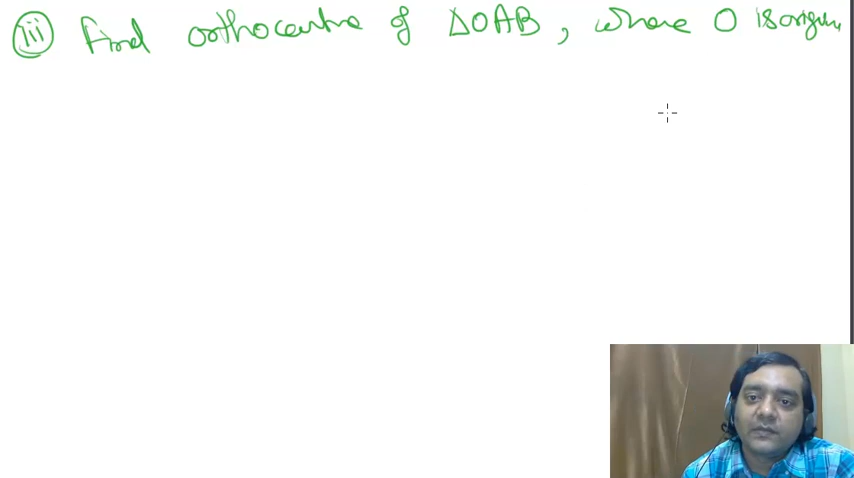 (iii) Find orthocentre of ΔOAB, where O is origin